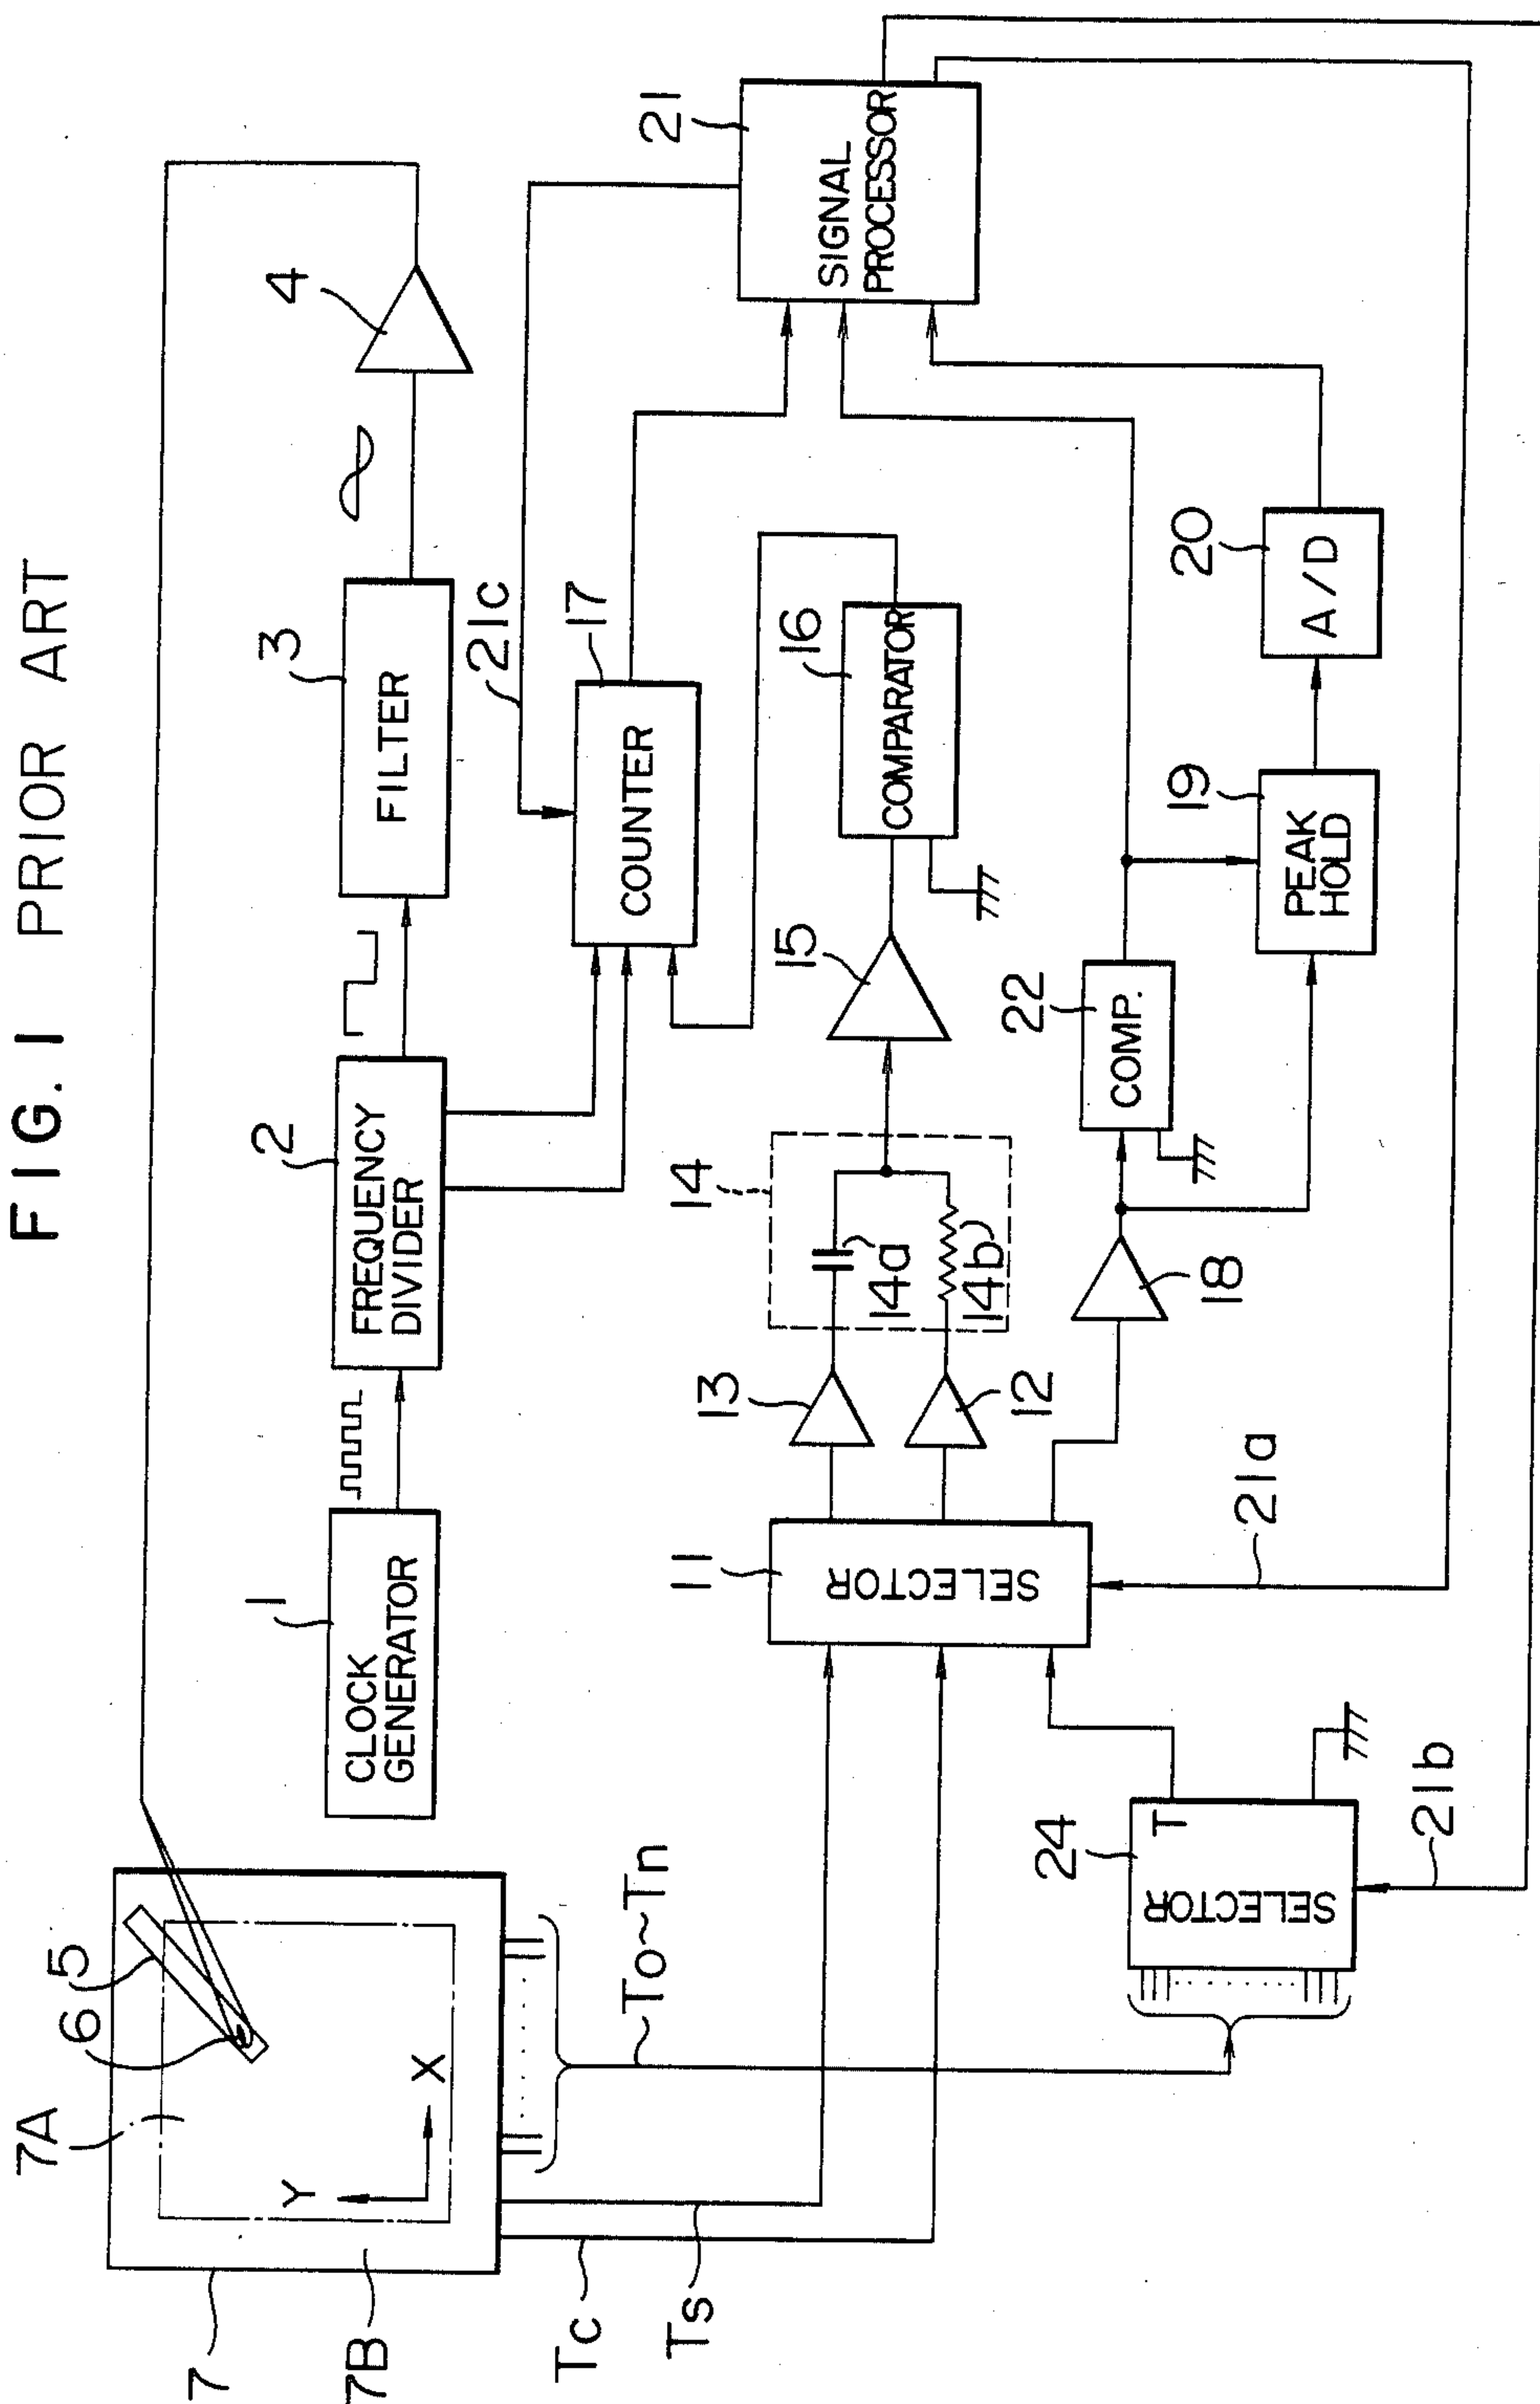 FIG. 1 PRIOR ART
1
CLOCK
GENERATOR
2
FREQUENCY
DIVIDER
3
FILTER
4
5
6
7A
7
7B
Y
X
Tc
Ts
To~Tn
21c
17
COUNTER
21
SIGNAL
PROCESSOR
11
SELECTOR
13
12
14
14a
14b
15
16
COMPARATOR
18
22
COMP.
19
PEAK
HOLD
20
A/D
24
T
SELECTOR
21a
21b